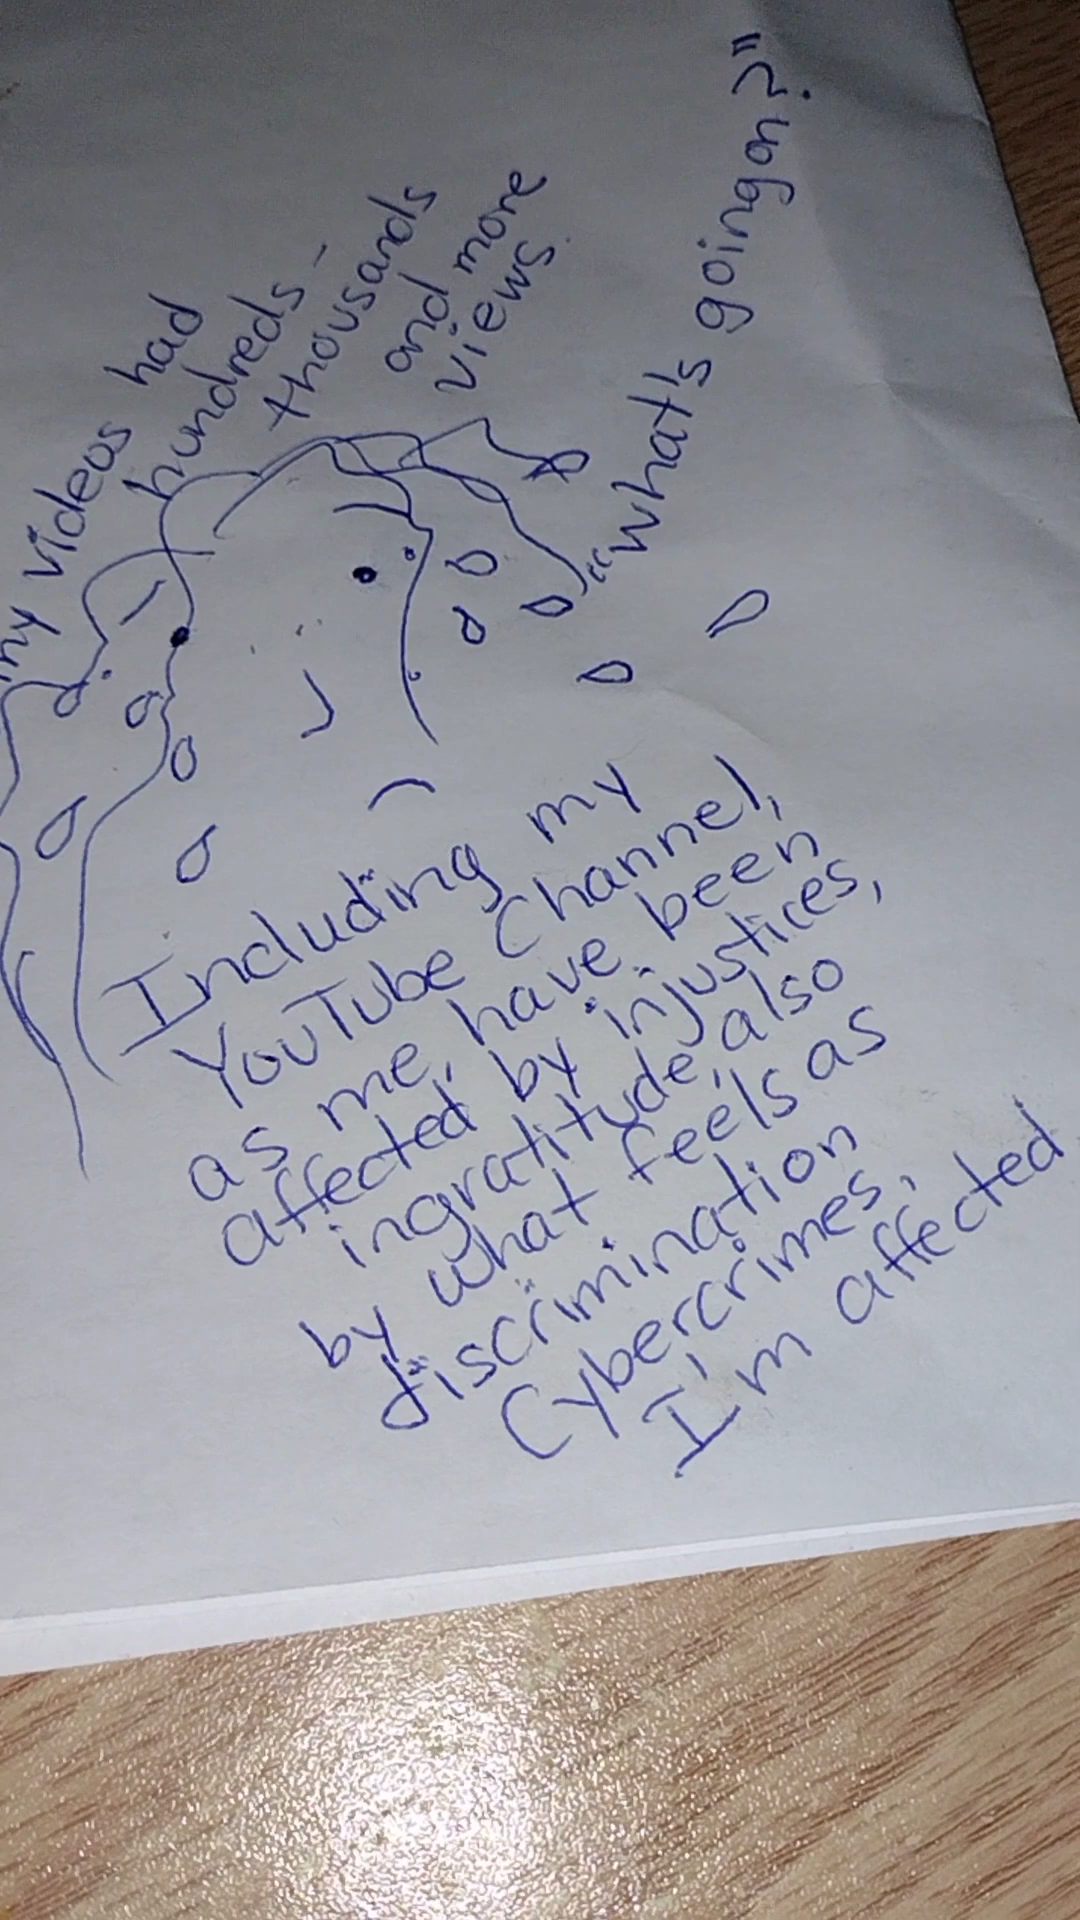 my videos had
hundreds -
thousands
and more
views.
"what's going on?"
Including my
YouTube Channel,
as me, have been
affected by injustices,
ingratitude, also
by what feels as
discrimination
Cybercrimes,
I'm affected